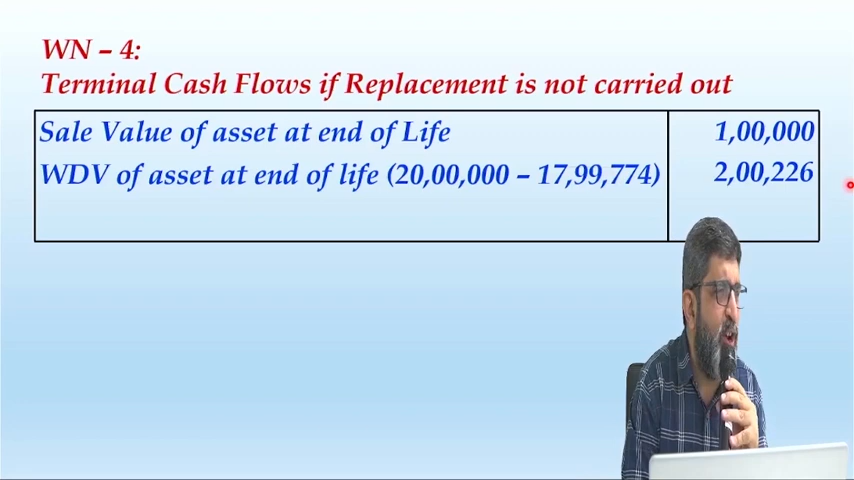 WN – 4:
Terminal Cash Flows if Replacement is not carried out
Sale Value of asset at end of Life 1,00,000
WDV of asset at end of life (20,00,000 – 17,99,774) 2,00,226